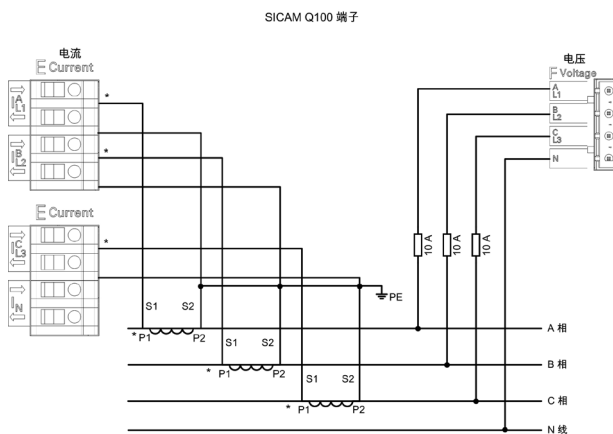 SICAM Q100 端子
电流
E Current
A
I L1
B
I L2
E Current
C
I L3
I N
*
*
*
电压
F Voltage
A
L1
B
L2
C
L3
N
10 A
10 A
10 A
PE
S1 S2
* P1 P2
A 相
S1 S2
* P1 P2
B 相
S1 S2
* P1 P2
C 相
N 线